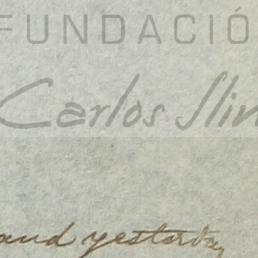 FUNDACIÓ
Carlos Slim
and yesterday,